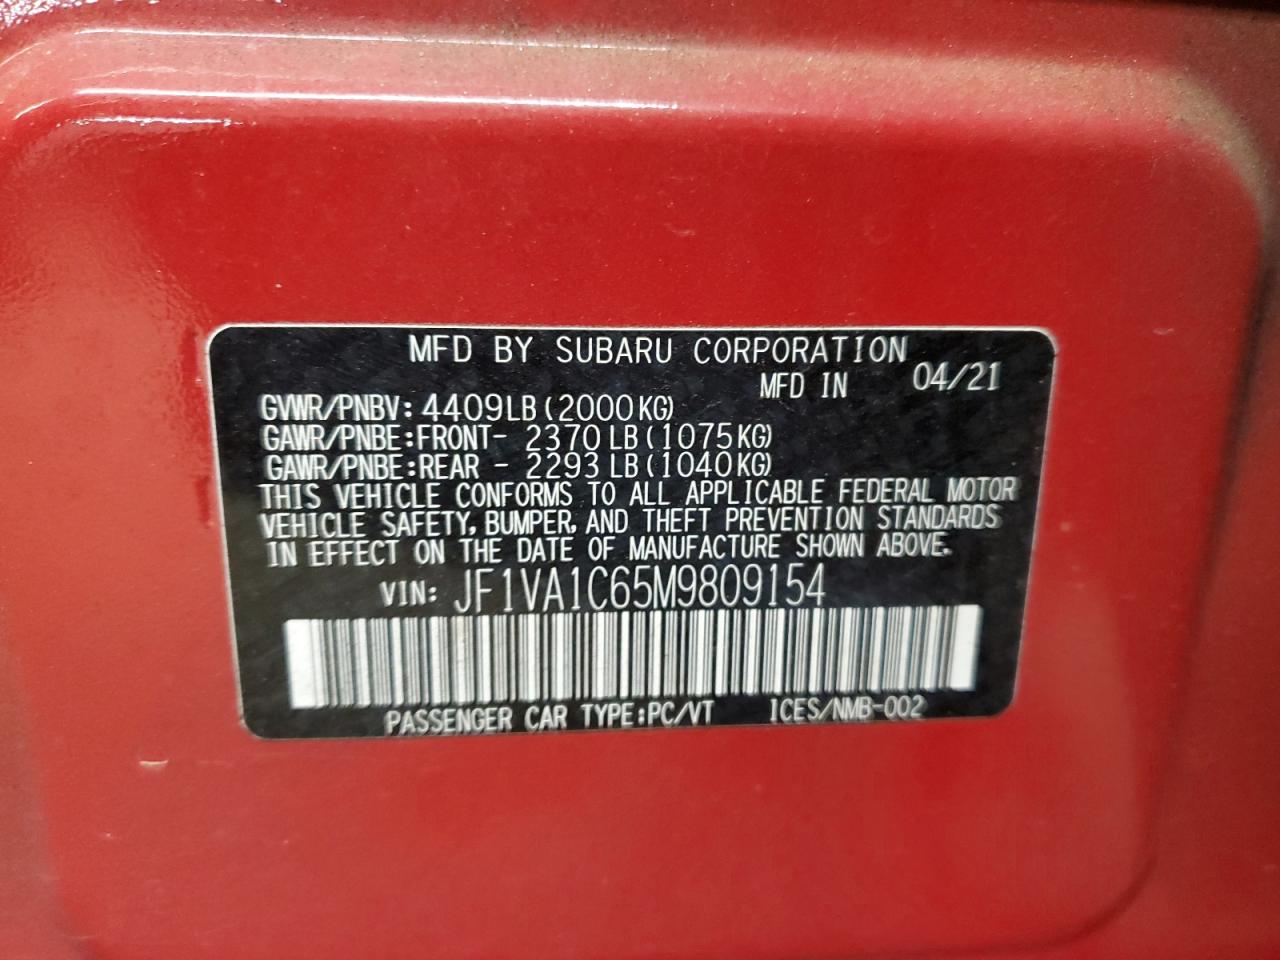 MFD BY SUBARU CORPORATION
MFD IN 04/21
GVWR/PNBV: 4409LB(2000KG)
GAWR/PNBE:FRONT- 2370LB(1075KG)
GAWR/PNBE:REAR - 2293LB(1040KG)
THIS VEHICLE CONFORMS TO ALL APPLICABLE FEDERAL MOTOR
VEHICLE SAFETY, BUMPER, AND THEFT PREVENTION STANDARDS
IN EFFECT ON THE DATE OF MANUFACTURE SHOWN ABOVE.
VIN: JF1VA1C65M9809154
PASSENGER CAR TYPE:PC/VT ICES/NMB-002